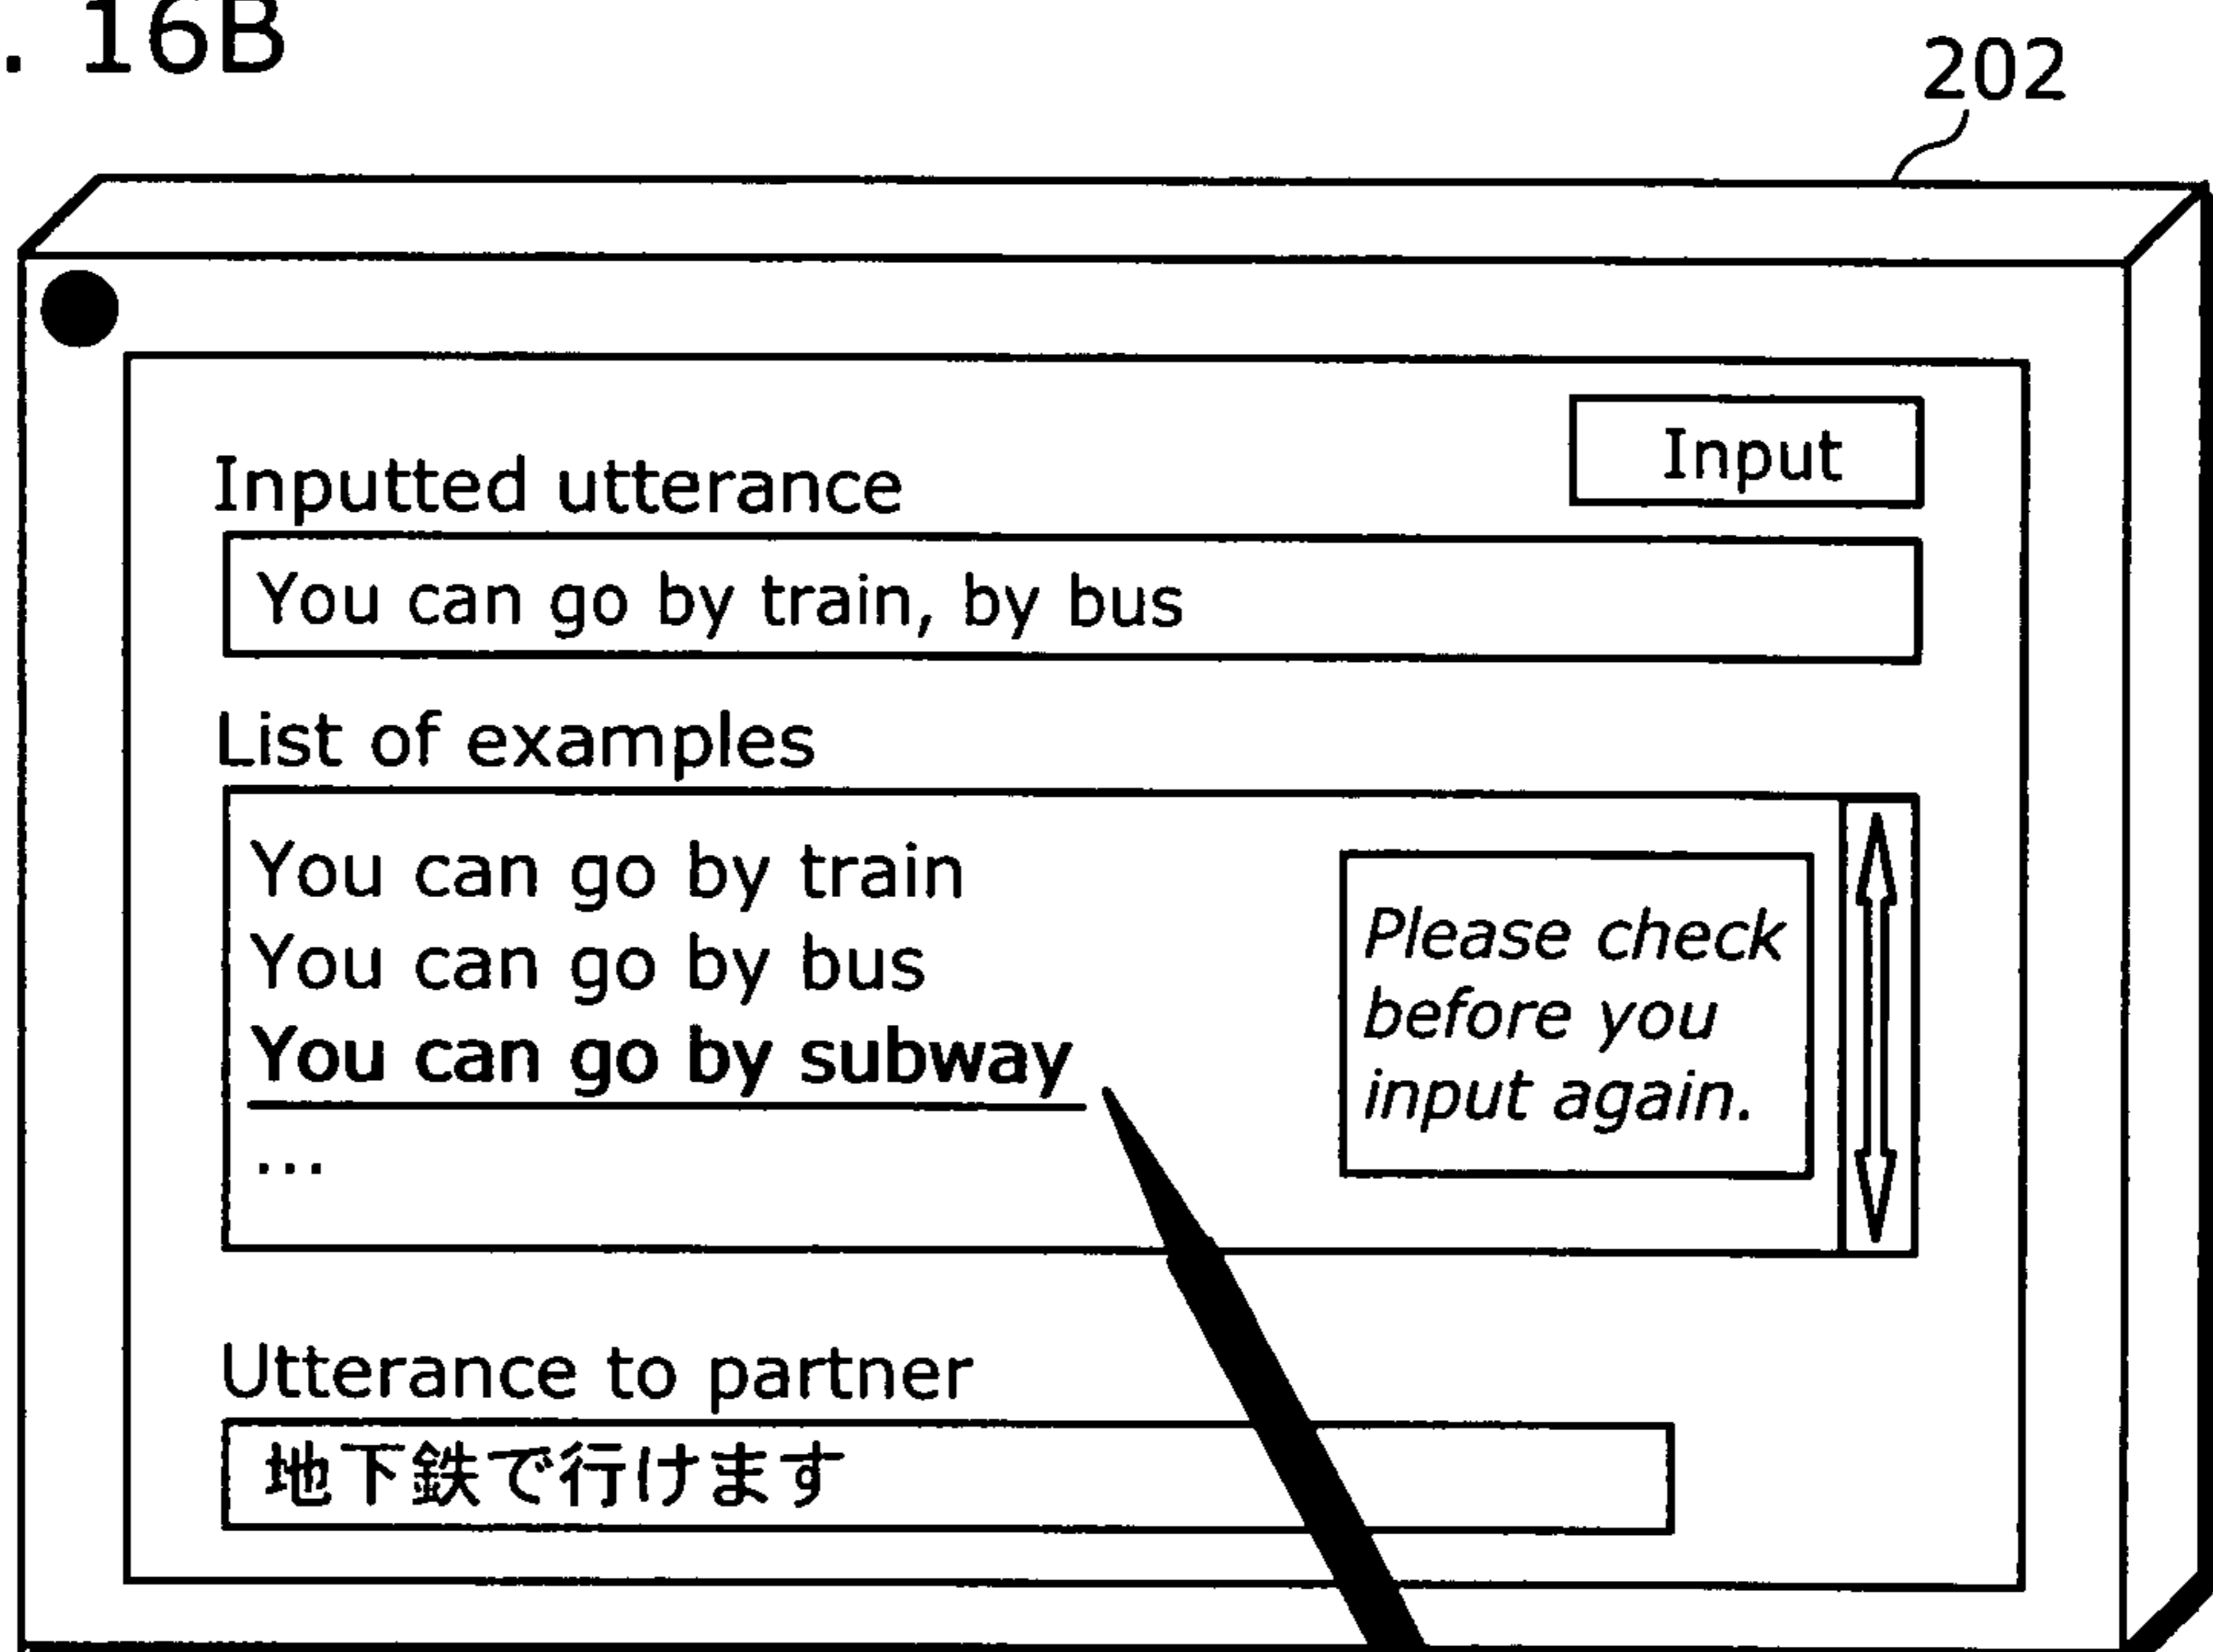 . 16B
202
Input
Inputted utterance
You can go by train, by bus
List of examples
You can go by train
You can go by bus
You can go by subway
...
Please check
before you
input again.
Utterance to partner
地下鉄で行けます